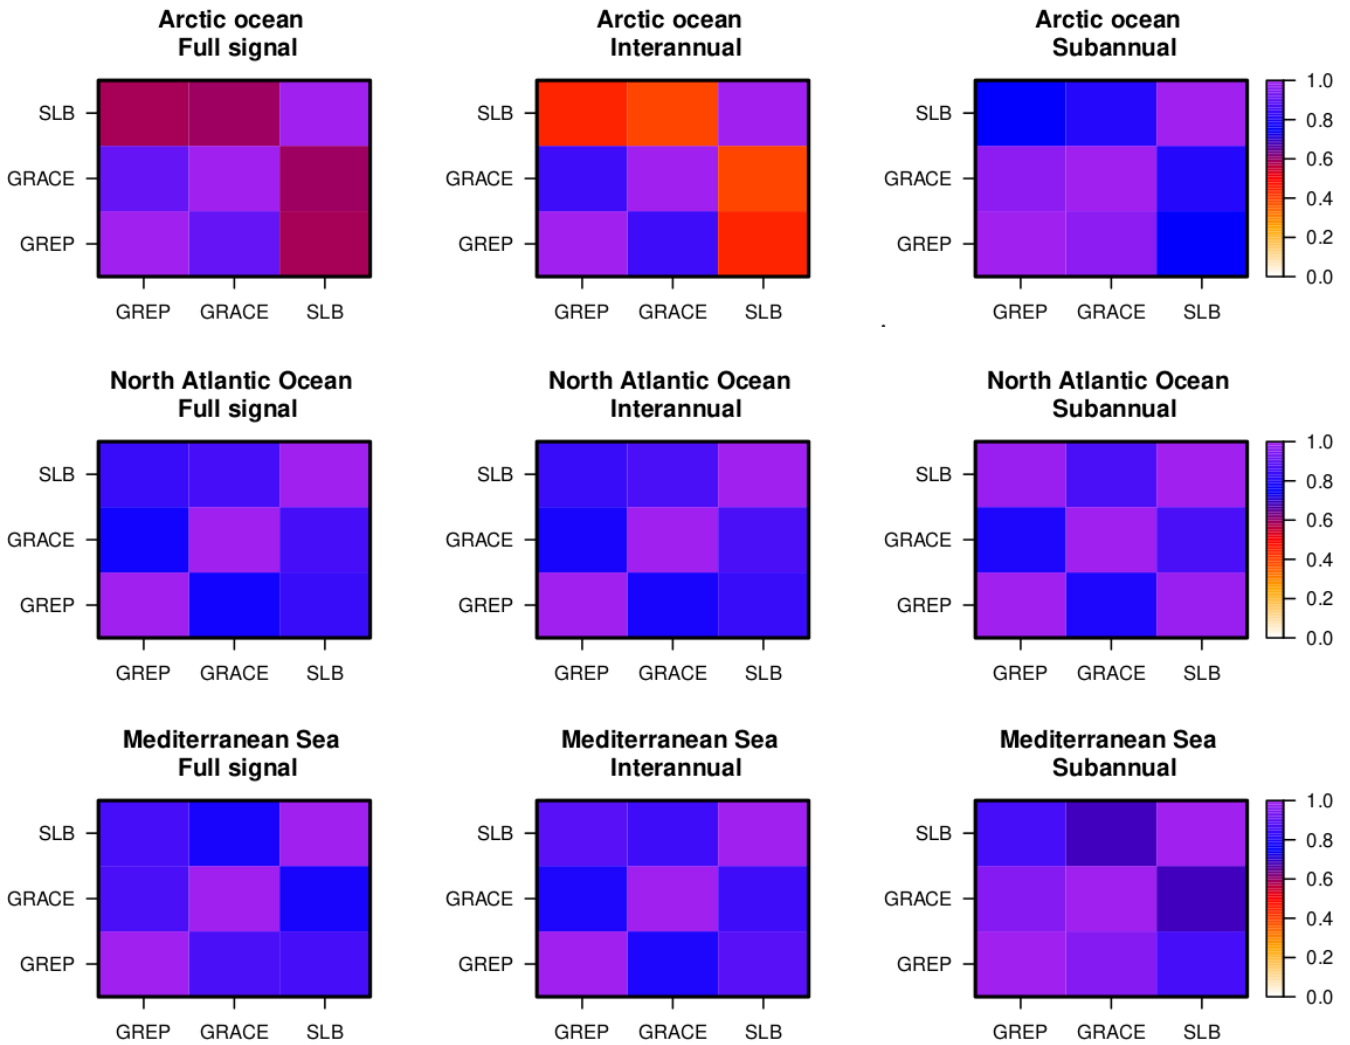 Arctic ocean
Full signal
SLB
GRACE
GREP
GREP GRACE SLB
Arctic ocean
Interannual
SLB
GRACE
GREP
GREP GRACE SLB
Arctic ocean
Subannual
SLB
GRACE
GREP
GREP GRACE SLB
1.0
0.8
0.6
0.4
0.2
0.0
North Atlantic Ocean
Full signal
SLB
GRACE
GREP
GREP GRACE SLB
North Atlantic Ocean
Interannual
SLB
GRACE
GREP
GREP GRACE SLB
North Atlantic Ocean
Subannual
SLB
GRACE
GREP
GREP GRACE SLB
1.0
0.8
0.6
0.4
0.2
0.0
Mediterranean Sea
Full signal
SLB
GRACE
GREP
GREP GRACE SLB
Mediterranean Sea
Interannual
SLB
GRACE
GREP
GREP GRACE SLB
Mediterranean Sea
Subannual
SLB
GRACE
GREP
GREP GRACE SLB
1.0
0.8
0.6
0.4
0.2
0.0